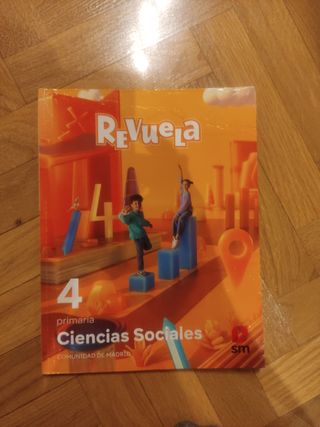 REVUELA
4
4
primaria
Ciencias Sociales
COMUNIDAD DE MADRID
sm